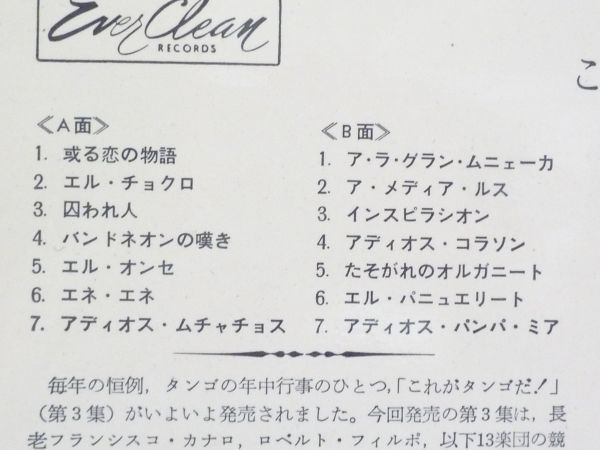 Ever Clean
RECORDS
こ
≪A面≫
1. 或る恋の物語
2. エル・チョクロ
3. 囚われ人
4. バンドネオンの嘆き
5. エル・オンセ
6. エネ・エネ
7. アディオス・ムチャチョス
≪B面≫
1. ア・ラ・グラン・ムニェーカ
2. ア・メディア・ルス
3. インスピラシオン
4. アディオス・コラソン
5. たそがれのオルガニート
6. エル・パニュエリート
7. アディオス・パンパ・ミア
毎年の恒例，タンゴの年中行事のひとつ，「これがタンゴだ！」
（第３集）がいよいよ発売されました。今回発売の第３集は，長
老フランシスコ・カナロ，ロベルト・フィルポ，以下13楽団の競